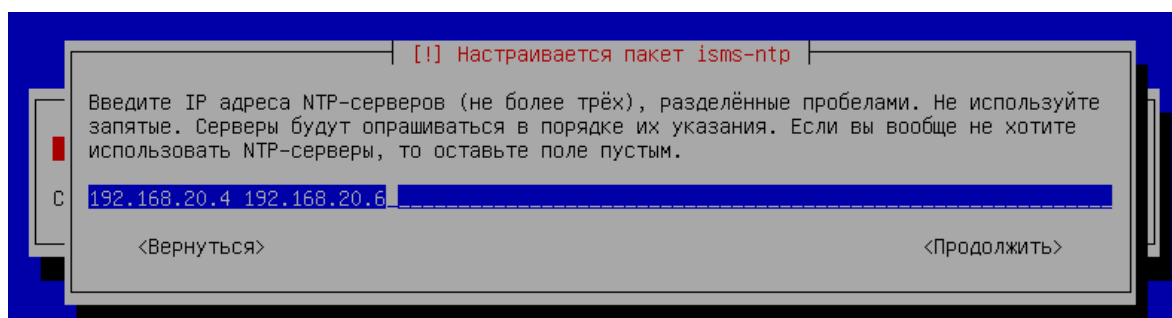 [!] Настраивается пакет isms-ntp
Введите IP адреса NTP-серверов (не более трёх), разделённые пробелами. Не используйте
запятые. Серверы будут опрашиваться в порядке их указания. Если вы вообще не хотите
использовать NTP-серверы, то оставьте поле пустым.
С
192.168.20.4 192.168.20.6
<Вернуться> <Продолжить>